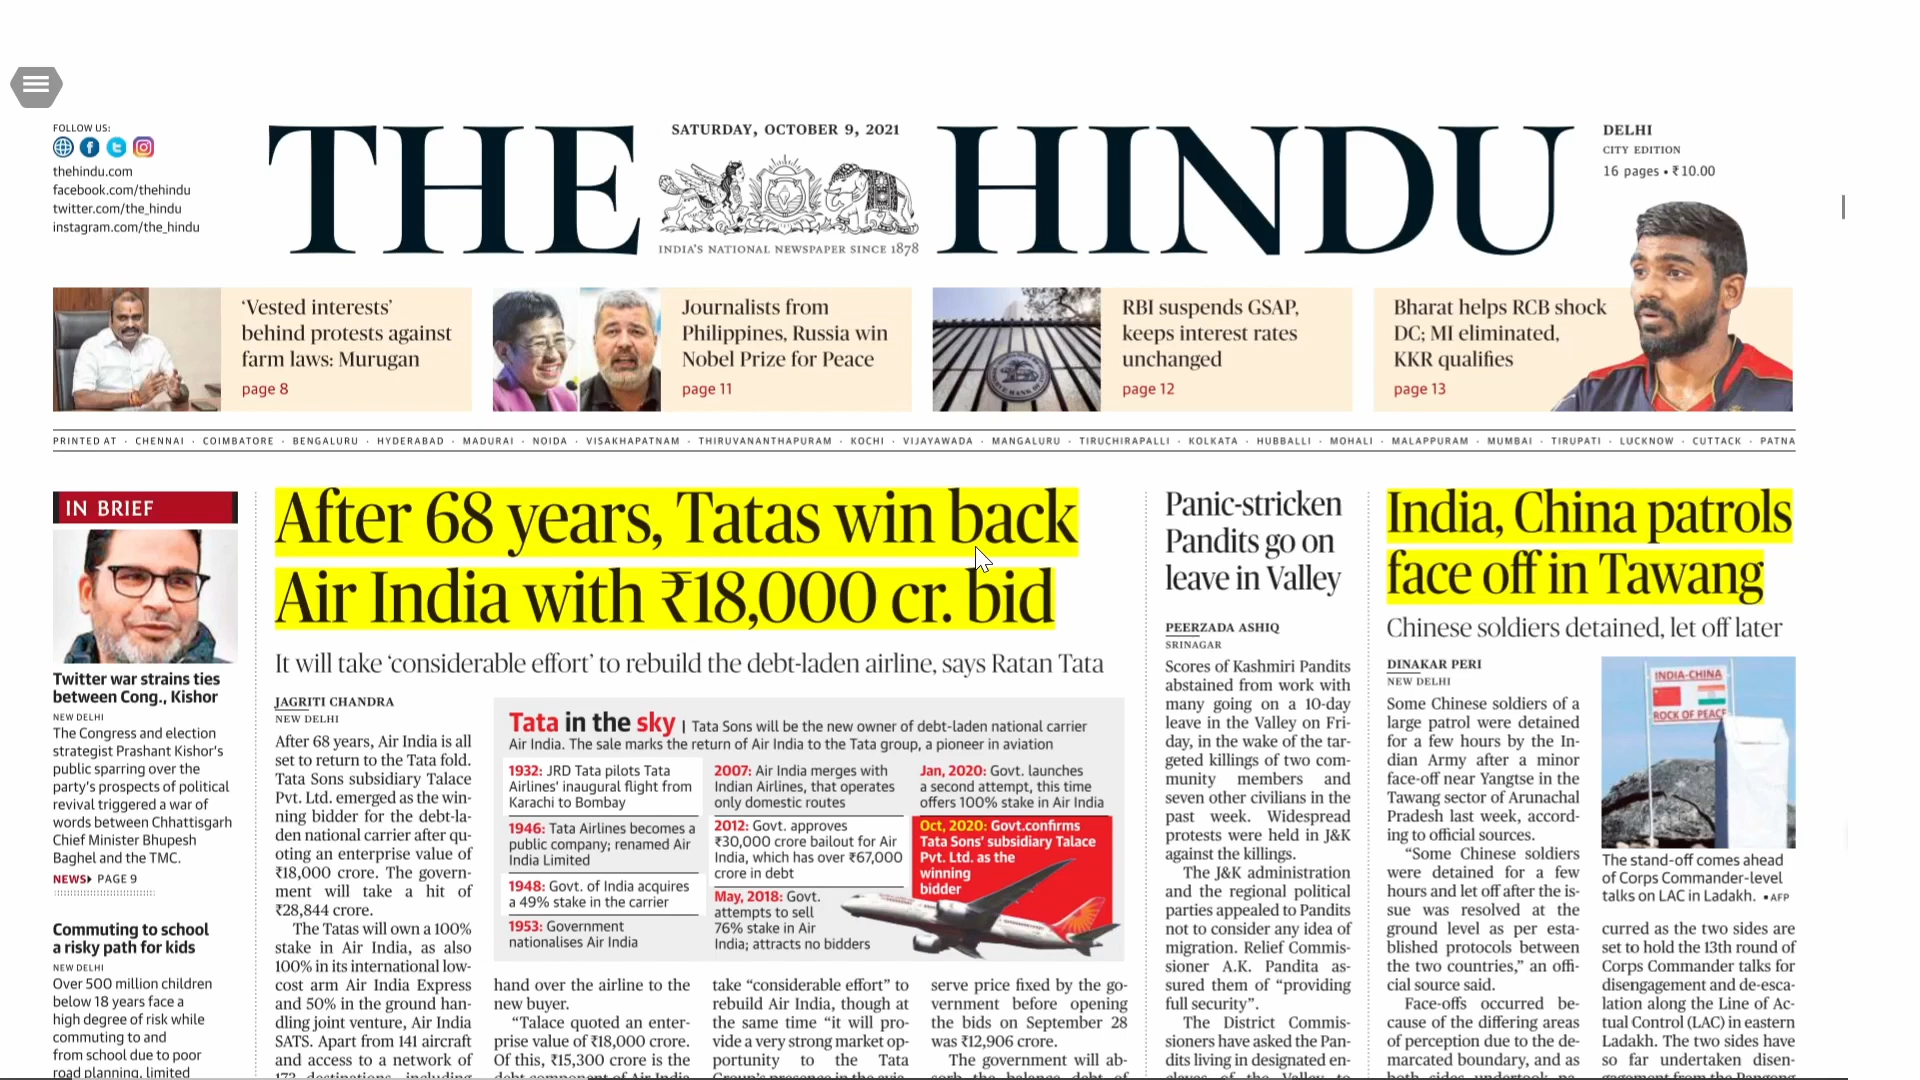 FOLLOW US:
thehindu.com
facebook.com/thehindu
twitter.com/the_hindu
instagram.com/the_hindu
THE HINDU
SATURDAY, OCTOBER 9, 2021
INDIA'S NATIONAL NEWSPAPER SINCE 1878
DELHI
CITY EDITION
16 pages • ₹10.00
‘Vested interests’
behind protests against
farm laws: Murugan
page 8
Journalists from
Philippines, Russia win
Nobel Prize for Peace
page 11
RBI suspends GSAP,
keeps interest rates
unchanged
page 12
Bharat helps RCB shock
DC; MI eliminated,
KKR qualifies
page 13
PRINTED AT · CHENNAI · COIMBATORE · BENGALURU · HYDERABAD · MADURAI · NOIDA · VISAKHAPATNAM · THIRUVANANTHAPURAM · KOCHI · VIJAYAWADA · MANGALURU · TIRUCHIRAPALLI · KOLKATA · HUBBALLI · MOHALI · MALAPPURAM · MUMBAI · TIRUPATI · LUCKNOW · CUTTACK · PATNA
IN BRIEF
Twitter war strains ties
between Cong., Kishor
NEW DELHI
The Congress and election
strategist Prashant Kishor's
public sparring over the
party's prospects of political
revival triggered a war of
words between Chhattisgarh
Chief Minister Bhupesh
Baghel and the TMC.
NEWS▸ PAGE 9
Commuting to school
a risky path for kids
NEW DELHI
Over 500 million children
below 18 years face a
high degree of risk while
commuting to and
from school due to poor
road planning, limited
After 68 years, Tatas win back
Air India with ₹18,000 cr. bid
It will take ‘considerable effort’ to rebuild the debt-laden airline, says Ratan Tata
JAGRITI CHANDRA
NEW DELHI
After 68 years, Air India is all
set to return to the Tata fold.
Tata Sons subsidiary Talace
Pvt. Ltd. emerged as the win-
ning bidder for the debt-la-
den national carrier after qu-
oting an enterprise value of
₹18,000 crore. The govern-
ment will take a hit of
₹28,844 crore.
The Tatas will own a 100%
stake in Air India, as also
100% in its international low-
cost arm Air India Express
and 50% in the ground han-
dling joint venture, Air India
SATS. Apart from 141 aircraft
and access to a network of
173 destinations, including
Tata in the sky | Tata Sons will be the new owner of debt-laden national carrier
Air India. The sale marks the return of Air India to the Tata group, a pioneer in aviation
1932: JRD Tata pilots Tata
Airlines' inaugural flight from
Karachi to Bombay
1946: Tata Airlines becomes a
public company; renamed Air
India Limited
1948: Govt. of India acquires
a 49% stake in the carrier
1953: Government
nationalises Air India
2007: Air India merges with
Indian Airlines, that operates
only domestic routes
2012: Govt. approves
₹30,000 crore bailout for Air
India, which has over ₹67,000
crore in debt
May, 2018: Govt.
attempts to sell
76% stake in Air
India; attracts no bidders
Jan, 2020: Govt. launches
a second attempt, this time
offers 100% stake in Air India
Oct, 2020: Govt.confirms
Tata Sons' subsidiary Talace
Pvt. Ltd. as the
winning
bidder
hand over the airline to the
new buyer.
“Talace quoted an enter-
prise value of ₹18,000 crore.
Of this, ₹15,300 crore is the
debt component of Air India
take “considerable effort” to
rebuild Air India, though at
the same time “it will pro-
vide a very strong market op-
portunity to the Tata
Group's presence in the avia-
serve price fixed by the go-
vernment before opening
the bids on September 28
was ₹12,906 crore.
The government will ab-
sorb the balance debt of
Panic-stricken
Pandits go on
leave in Valley
PEERZADA ASHIQ
SRINAGAR
Scores of Kashmiri Pandits
abstained from work with
many going on a 10-day
leave in the Valley on Fri-
day, in the wake of the tar-
geted killings of two com-
munity members and
seven other civilians in the
past week. Widespread
protests were held in J&K
against the killings.
The J&K administration
and the regional political
parties appealed to Pandits
not to consider any idea of
migration. Relief Commis-
sioner A.K. Pandita as-
sured them of “providing
full security”.
The District Commis-
sioners have asked the Pan-
dits living in designated en-
claves of the Valley to
India, China patrols
face off in Tawang
Chinese soldiers detained, let off later
DINAKAR PERI
NEW DELHI
Some Chinese soldiers of a
large patrol were detained
for a few hours by the In-
dian Army after a minor
face-off near Yangtse in the
Tawang sector of Arunachal
Pradesh last week, accord-
ing to official sources.
“Some Chinese soldiers
were detained for a few
hours and let off after the is-
sue was resolved at the
ground level as per esta-
blished protocols between
the two countries,” an offi-
cial source said.
Face-offs occurred be-
cause of the differing areas
of perception due to the de-
marcated boundary, and as
both sides undertook pa-
INDIA-CHINA
ROCK OF PEACE
The stand-off comes ahead
of Corps Commander-level
talks on LAC in Ladakh. ▪AFP
curred as the two sides are
set to hold the 13th round of
Corps Commander talks for
disengagement and de-esca-
lation along the Line of Ac-
tual Control (LAC) in eastern
Ladakh. The two sides have
so far undertaken disen-
gagement from the Pangong